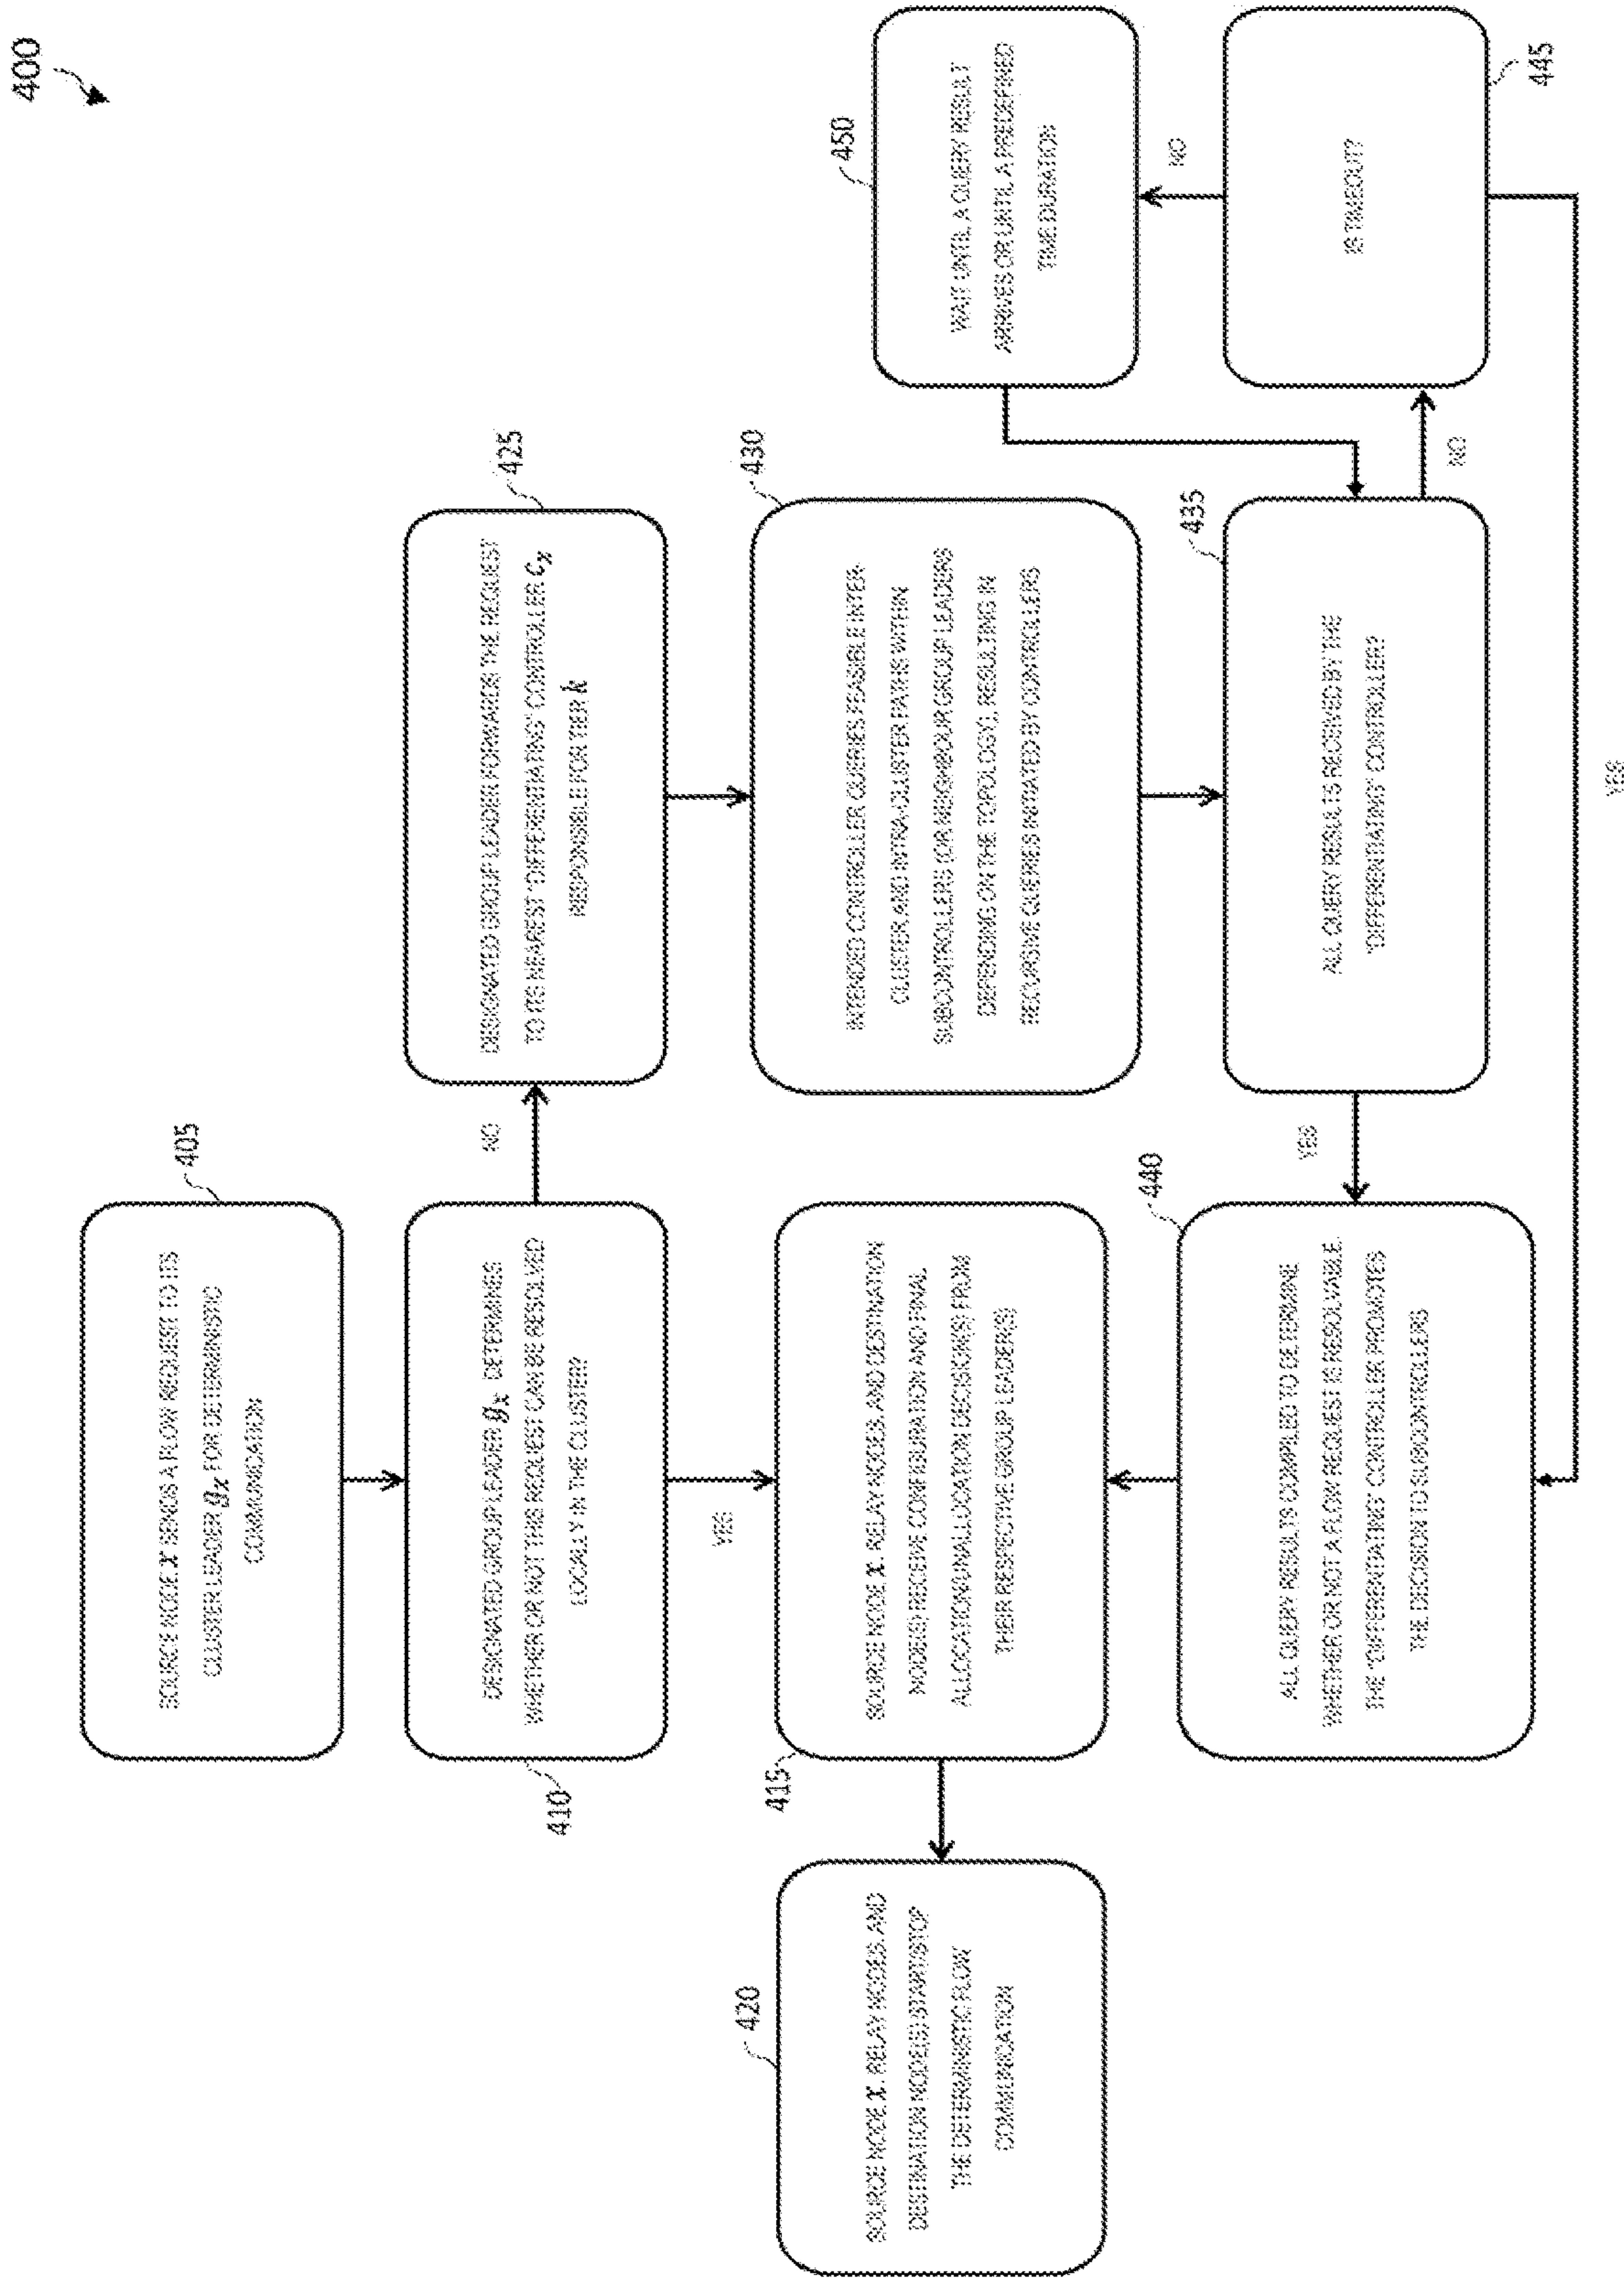 400
405
SOURCE NODE x SENDS A FLOW REQUEST TO ITS
CLUSTER LEADER gx FOR DETERMINISTIC
COMMUNICATION
410
DESIGNATED GROUP LEADER gx DETERMINES
WHETHER OR NOT THIS REQUEST CAN BE RESOLVED
LOCALLY IN THE CLUSTER?
NO
YES
425
DESIGNATED GROUP LEADER FORWARDS THE REQUEST
TO ITS NEAREST 'DIFFERENTIATING' CONTROLLER cx
RESPONSIBLE FOR TIER k
430
INTENDED CONTROLLER QUERIES FEASIBLE INTER-
CLUSTER AND INTRA-CLUSTER PATHS WITHIN
SUBCONTROLLERS (OR NEIGHBOUR GROUP LEADERS
DEPENDING ON THE TOPOLOGY), RESULTING IN
RECURSIVE QUERIES INITIATED BY CONTROLLERS
415
SOURCE NODE x, RELAY NODES, AND DESTINATION
NODE(S) RECEIVE CONFIGURATION AND FINAL
ALLOCATION/UNALLOCATION DECISION(S) FROM
THEIR RESPECTIVE GROUP LEADER(S)
420
SOURCE NODE x, RELAY NODES, AND
DESTINATION NODE(S) START/STOP
THE DETERMINISTIC FLOW
COMMUNICATION
435
ALL QUERY RESULTS RECEIVED BY THE
'DIFFERENTIATING' CONTROLLER?
YES
NO
440
ALL QUERY RESULTS COMPILED TO DETERMINE
WHETHER OR NOT A FLOW REQUEST IS RESOLVABLE.
THE 'DIFFERENTIATING' CONTROLLER PROMOTES
THE DECISION TO SUBCONTROLLERS
450
WAIT UNTIL A QUERY RESULT
ARRIVES OR UNTIL A PREDEFINED
TIME DURATION
NO
445
IS TIMEOUT?
YES